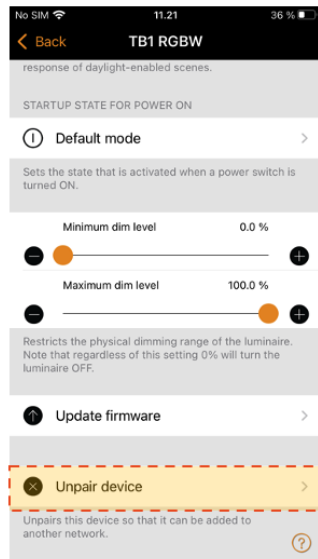 No SIM 11.21 36 %
Back TB1 RGBW
response of daylight-enabled scenes.
STARTUP STATE FOR POWER ON
Default mode
Sets the state that is activated when a power switch is
turned ON.
Minimum dim level 0.0 %
Maximum dim level 100.0 %
Restricts the physical dimming range of the luminaire.
Note that regardless of this setting 0% will turn the
luminaire OFF.
Update firmware
Unpair device
Unpairs this device so that it can be added to
another network.
?